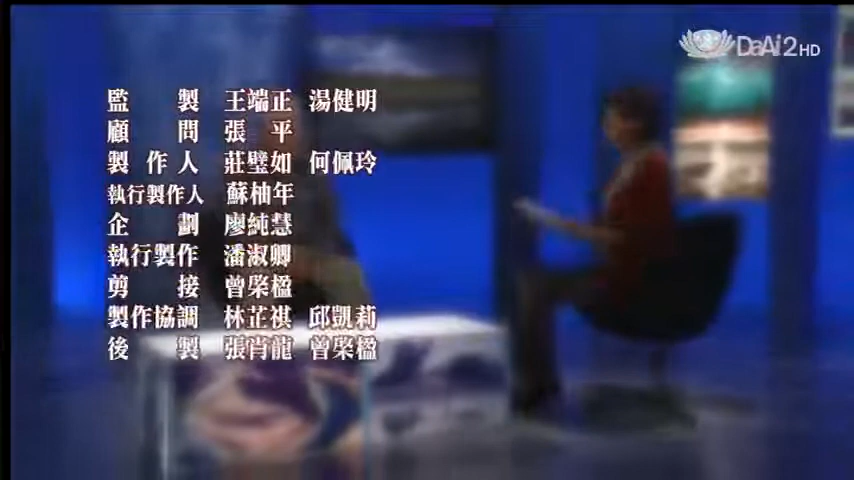 DaAi2HD
監製 王端正 湯健明
顧問 張平
製作人 莊璧如 何佩玲
執行製作人 蘇柚年
企劃 廖純慧
執行製作 潘淑卿
剪接 曾棨楹
製作協調 林芷祺 邱凱莉
後製 張肖龍 曾棨楹